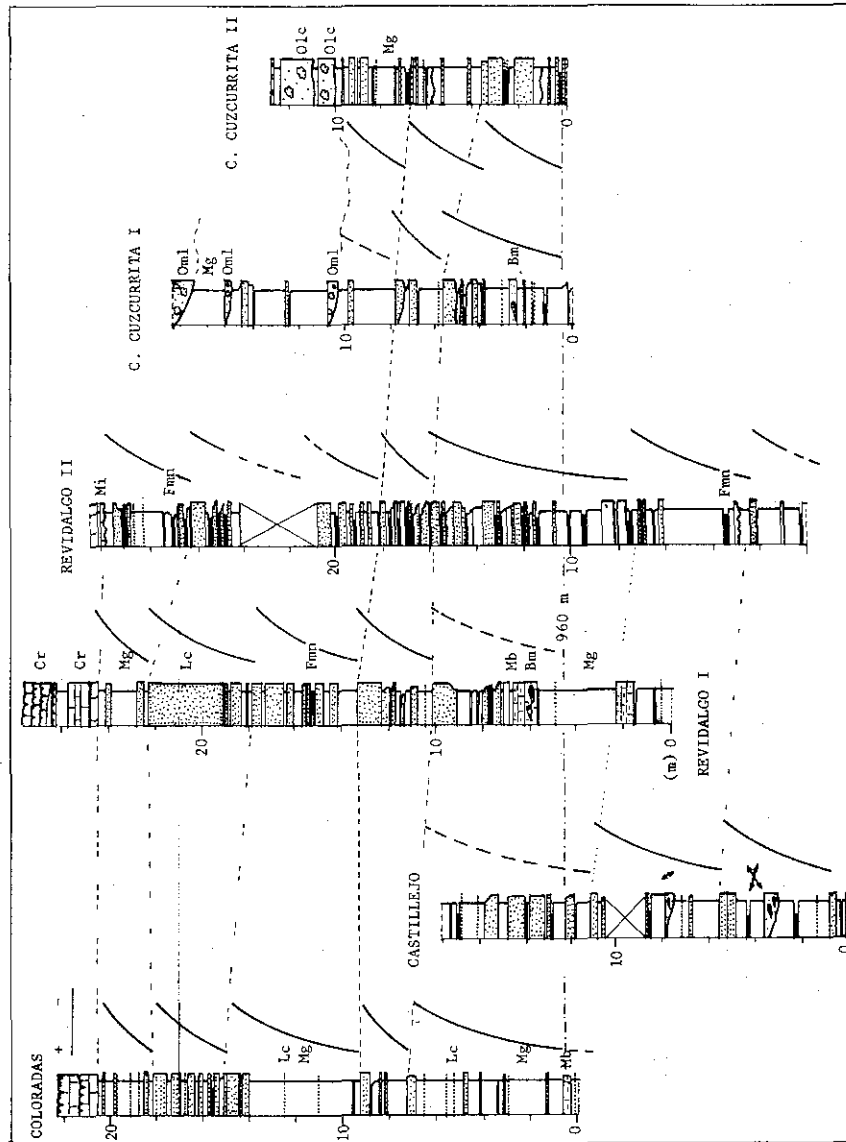 COLORADAS
+ -
20
10
0
Lc
Mg
Lc
Mg
Mb
CASTILLEJO
10
0
Cr
Cr
Mg
Lc
Fmn
Mb
Bm
Mg
20
10
(m) 0
REVIDALGO I
960 m
REVIDALGO II
Mi
Fmn
Fmn
20
10
C. CUZCURRITA I
Oml
Mg
Oml
Oml
Bm
10
0
C. CUZCURRITA II
Olc
Olc
Mg
10
0